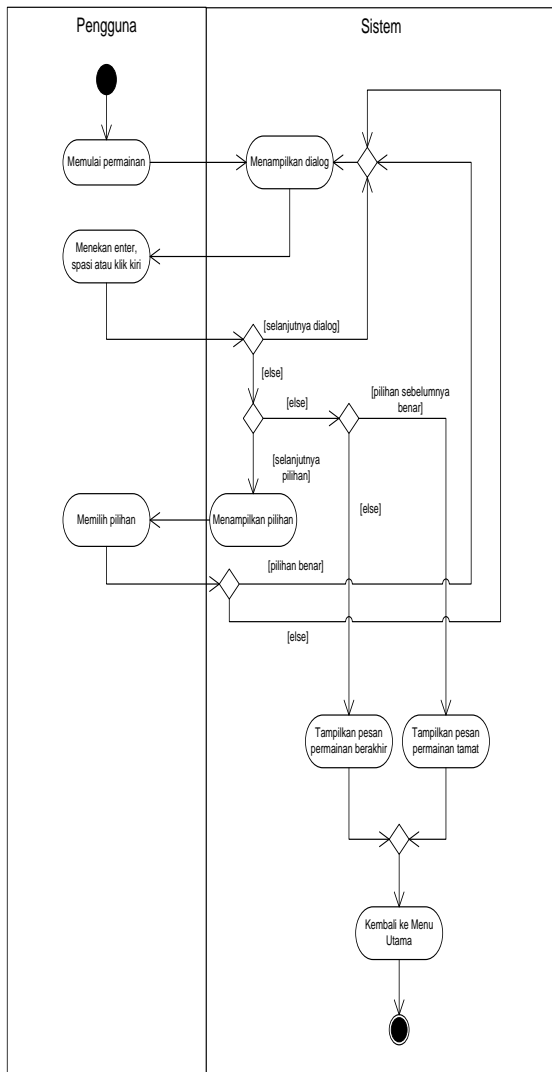 Pengguna
Sistem
Memulai permainan
Menampilkan dialog
Menekan enter,
spasi atau klik kiri
[selanjutnya dialog]
[else]
[else]
[pilihan sebelumnya
benar]
[selanjutnya
pilihan]
[else]
Memilih pilihan
Menampilkan pilihan
[pilihan benar]
[else]
Tampilkan pesan
permainan berakhir
Tampilkan pesan
permainan tamat
Kembali ke Menu
Utama